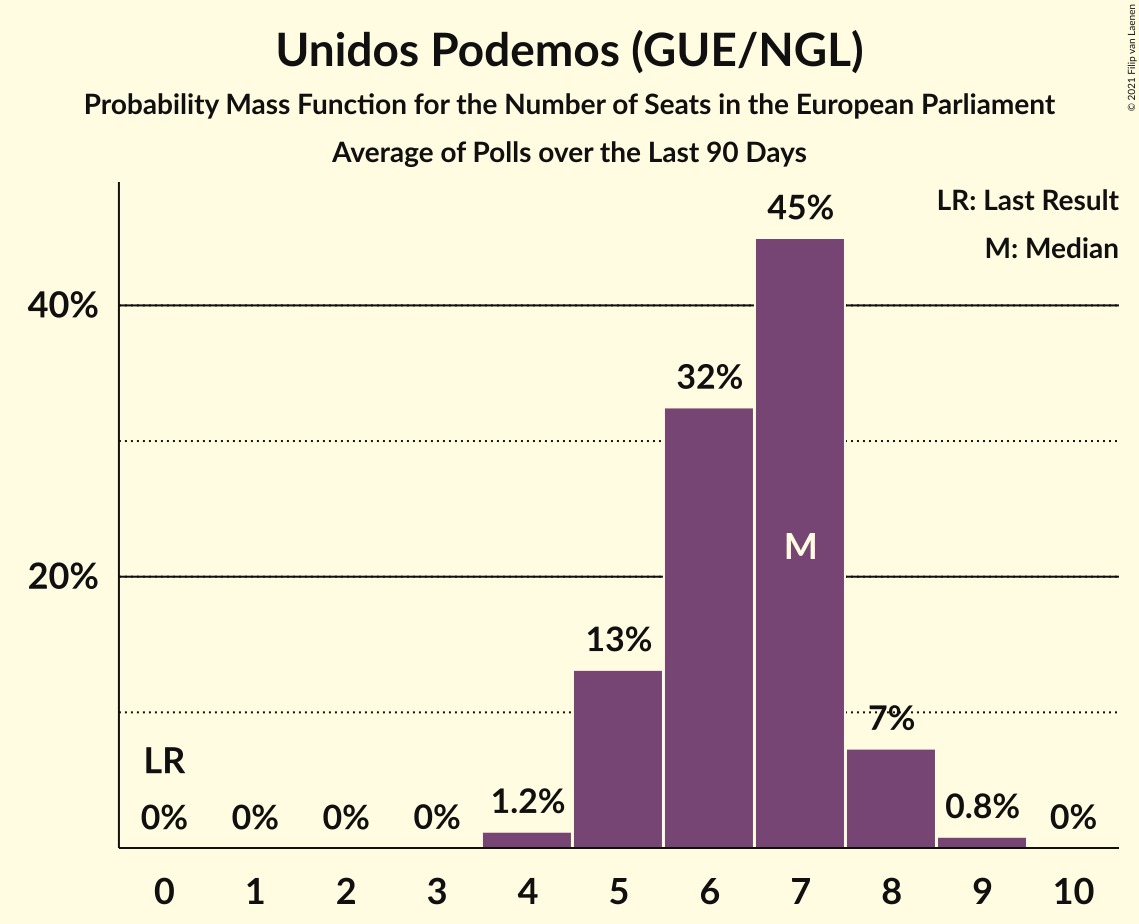 Unidos Podemos (GUE/NGL)
Probability Mass Function for the Number of Seats in the European Parliament
Average of Polls over the Last 90 Days
© 2021 Filip van Laenen
LR: Last Result
M: Median
40%
20%
LR
0%
0%
0%
0%
1.2%
13%
32%
45%
M
7%
0.8%
0%
0 1 2 3 4 5 6 7 8 9 10